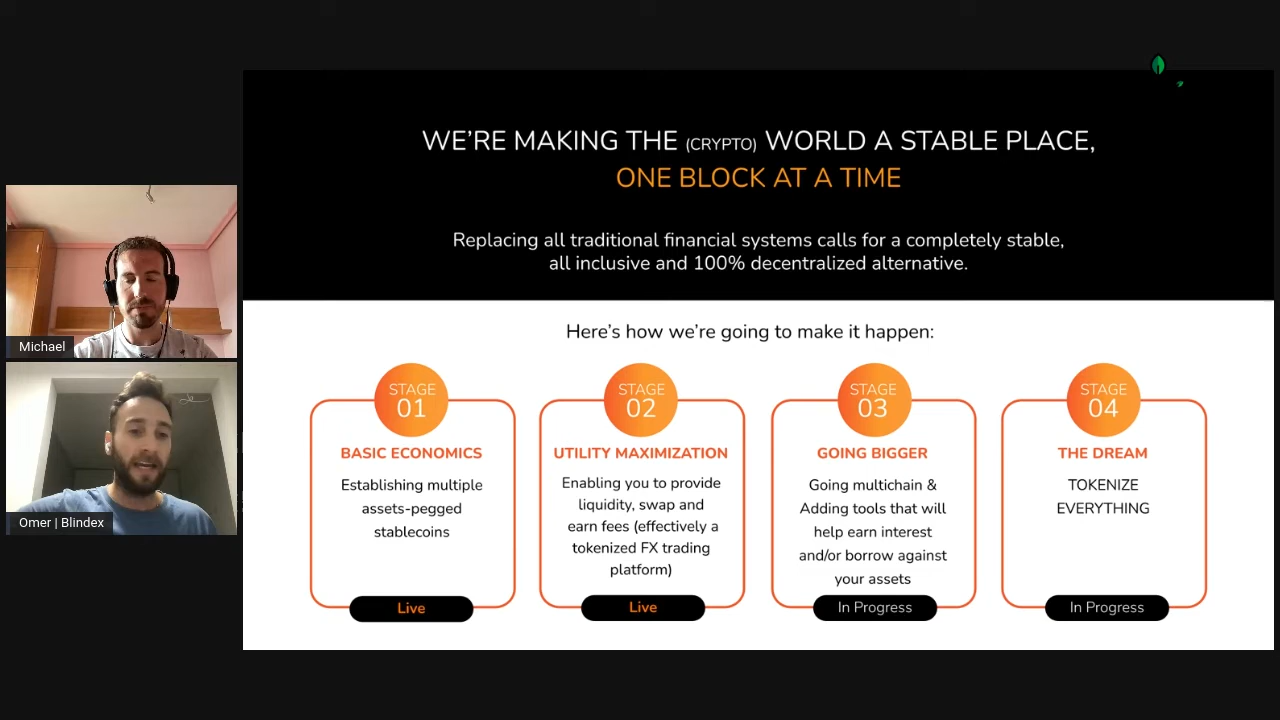 WE'RE MAKING THE (CRYPTO) WORLD A STABLE PLACE,
ONE BLOCK AT A TIME
Replacing all traditional financial systems calls for a completely stable,
all inclusive and 100% decentralized alternative.
Here's how we're going to make it happen:
STAGE
01
BASIC ECONOMICS
Establishing multiple
assets-pegged
stablecoins
Live
STAGE
02
UTILITY MAXIMIZATION
Enabling you to provide
liquidity, swap and
earn fees (effectively a
tokenized FX trading
platform)
Live
STAGE
03
GOING BIGGER
Going multichain &
Adding tools that will
help earn interest
and/or borrow against
your assets
In Progress
STAGE
04
THE DREAM
TOKENIZE
EVERYTHING
In Progress
Michael
Omer | Blindex